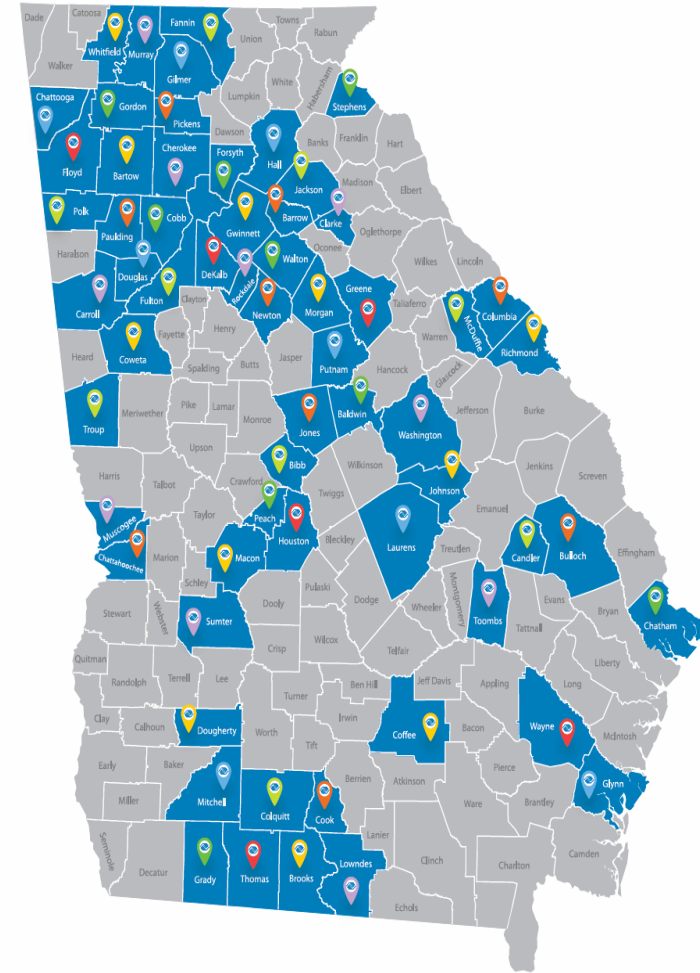 Dade
Catoosa
Whitfield
Murray
Fannin
Union
Towns
Rabun
Walker
Gilmer
White
Habersham
Stephens
Chattooga
Gordon
Pickens
Lumpkin
Dawson
Banks
Franklin
Hart
Floyd
Bartow
Cherokee
Forsyth
Hall
Jackson
Madison
Elbert
Polk
Paulding
Cobb
Gwinnett
Barrow
Clarke
Oglethorpe
Haralson
Douglas
Fulton
DeKalb
Rockdale
Walton
Oconee
Wilkes
Lincoln
Carroll
Clayton
Newton
Morgan
Greene
Taliaferro
McDuffie
Columbia
Richmond
Heard
Coweta
Fayette
Henry
Spalding
Butts
Jasper
Putnam
Hancock
Warren
Glascock
Troup
Meriwether
Pike
Lamar
Monroe
Jones
Baldwin
Washington
Jefferson
Burke
Upson
Bibb
Wilkinson
Johnson
Jenkins
Screven
Harris
Talbot
Crawford
Twiggs
Muscogee
Taylor
Peach
Houston
Bleckley
Laurens
Emanuel
Candler
Bulloch
Effingham
Chattahoochee
Marion
Macon
Schley
Treutlen
Stewart
Webster
Sumter
Dooly
Pulaski
Dodge
Wheeler
Montgomery
Toombs
Tattnall
Evans
Bryan
Chatham
Quitman
Randolph
Terrell
Lee
Crisp
Wilcox
Telfair
Liberty
Long
Clay
Calhoun
Dougherty
Worth
Turner
Ben Hill
Irwin
Tift
Jeff Davis
Coffee
Appling
Bacon
Wayne
McIntosh
Early
Baker
Miller
Mitchell
Colquitt
Cook
Berrien
Atkinson
Pierce
Ware
Brantley
Glynn
Seminole
Decatur
Grady
Thomas
Brooks
Lowndes
Lanier
Clinch
Echols
Charlton
Camden